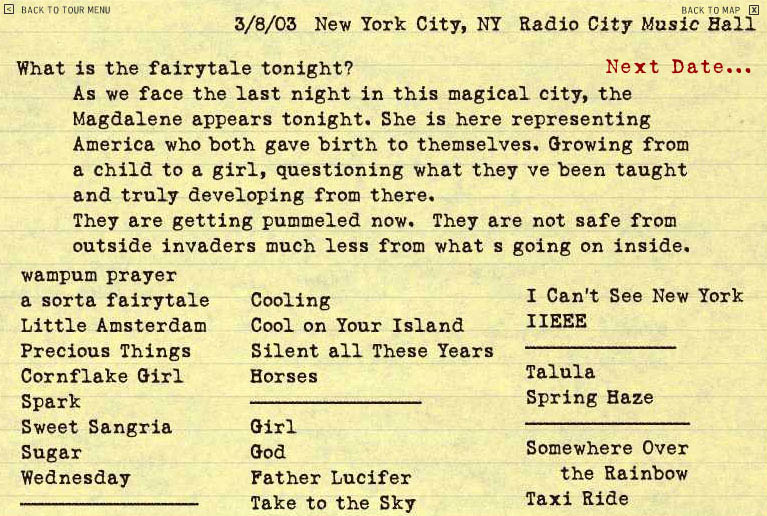 < BACK TO TOUR MENU
BACK TO MAP X
3/8/03 New York City, NY Radio City Music Hall
What is the fairytale tonight?
Next Date...
As we face the last night in this magical city, the
Magdalene appears tonight. She is here representing
America who both gave birth to themselves. Growing from
a child to a girl, questioning what they ve been taught
and truly developing from there.
They are getting pummeled now. They are not safe from
outside invaders much less from what s going on inside.
wampum prayer
a sorta fairytale
Little Amsterdam
Precious Things
Cornflake Girl
Spark
Sweet Sangria
Sugar
Wednesday
Cooling
Cool on Your Island
Silent all These Years
Horses
Girl
God
Father Lucifer
Take to the Sky
I Can't See New York
IIEEE
Talula
Spring Haze
Somewhere Over
the Rainbow
Taxi Ride